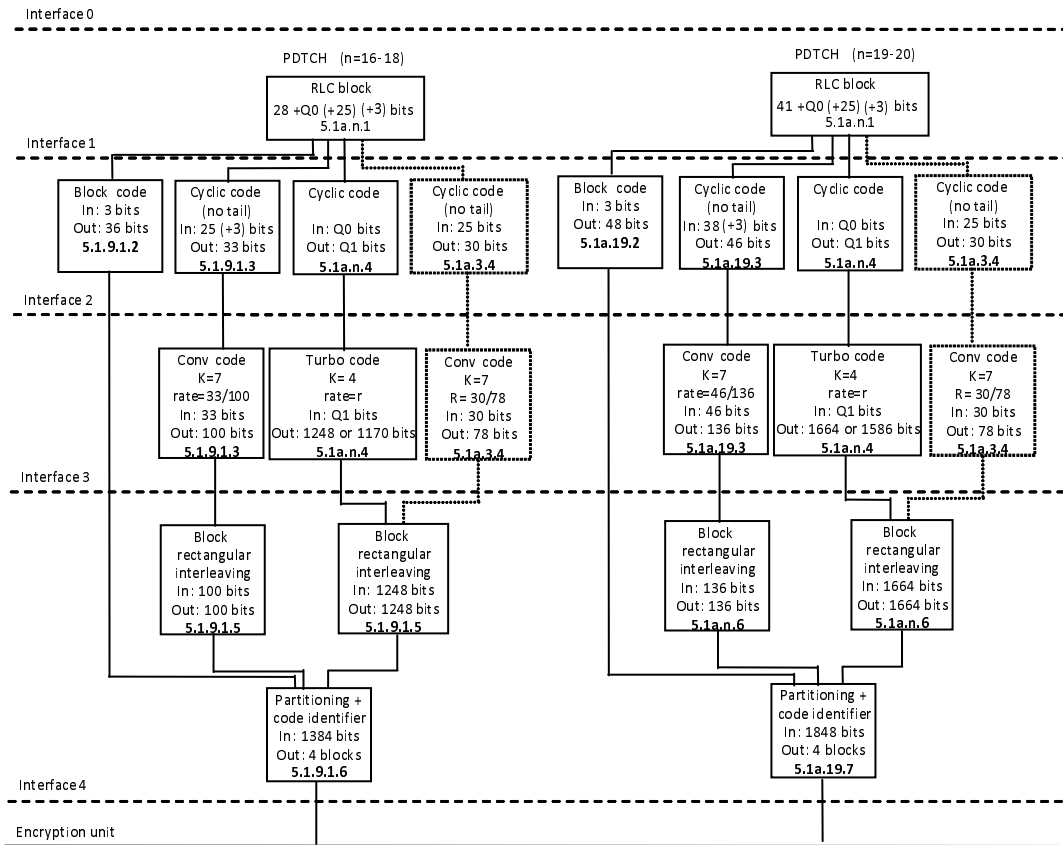 Interface 0
PDTCH (n=16-18)
RLC block
28 +Q0 (+25) (+3) bits
5.1a.n.1
PDTCH (n=19-20)
RLC block
41 +Q0 (+25) (+3) bits
5.1a.n.1
Interface 1
Block code
In: 3 bits
Out: 36 bits
5.1.9.1.2
Cyclic code
(no tail)
In: 25 (+3) bits
Out: 33 bits
5.1.9.1.3
Cyclic code
In: Q0 bits
Out: Q1 bits
5.1a.n.4
Cyclic code
(no tail)
In: 25 bits
Out: 30 bits
5.1a.3.4
Block code
In: 3 bits
Out: 48 bits
5.1a.19.2
Cyclic code
(no tail)
In: 38 (+3) bits
Out: 46 bits
5.1a.19.3
Cyclic code
In: Q0 bits
Out: Q1 bits
5.1a.n.4
Cyclic code
(no tail)
In: 25 bits
Out: 30 bits
5.1a.3.4
Interface 2
Conv code
K=7
rate=33/100
In: 33 bits
Out: 100 bits
5.1.9.1.3
Turbo code
K= 4
rate=r
In: Q1 bits
Out: 1248 or 1170 bits
5.1a.n.4
Conv code
K=7
R= 30/78
In: 30 bits
Out: 78 bits
5.1a.3.4
Conv code
K=7
rate=46/136
In: 46 bits
Out: 136 bits
5.1a.19.3
Turbo code
K=4
rate=r
In: Q1 bits
Out: 1664 or 1586 bits
5.1a.n.4
Conv code
K=7
R= 30/78
In: 30 bits
Out: 78 bits
5.1a.3.4
Interface 3
Block
rectangular
interleaving
In: 100 bits
Out: 100 bits
5.1.9.1.5
Block
rectangular
interleaving
In: 1248 bits
Out: 1248 bits
5.1.9.1.5
Block
rectangular
interleaving
In: 136 bits
Out: 136 bits
5.1a.n.6
Block
rectangular
interleaving
In: 1664 bits
Out: 1664 bits
5.1a.n.6
Partitioning +
code identifier
In: 1384 bits
Out: 4 blocks
5.1.9.1.6
Partitioning +
code identifier
In: 1848 bits
Out: 4 blocks
5.1a.19.7
Interface 4
Encryption unit